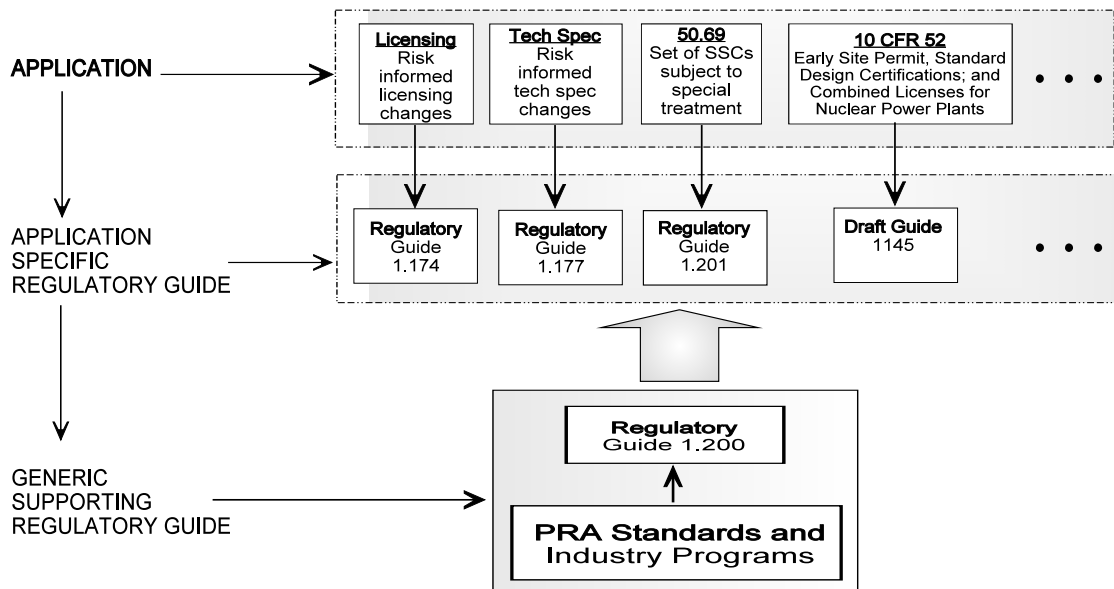 APPLICATION
Licensing
Risk
informed
licensing
changes
Tech Spec
Risk
informed
tech spec
changes
50.69
Set of SSCs
subject to
special
treatment
10 CFR 52
Early Site Permit, Standard
Design Certifications; and
Combined Licenses for
Nuclear Power Plants
APPLICATION
SPECIFIC
REGULATORY GUIDE
Regulatory
Guide
1.174
Regulatory
Guide
1.177
Regulatory
Guide
1.201
Draft Guide
1145
GENERIC
SUPPORTING
REGULATORY GUIDE
Regulatory
Guide 1.200
PRA Standards and
Industry Programs